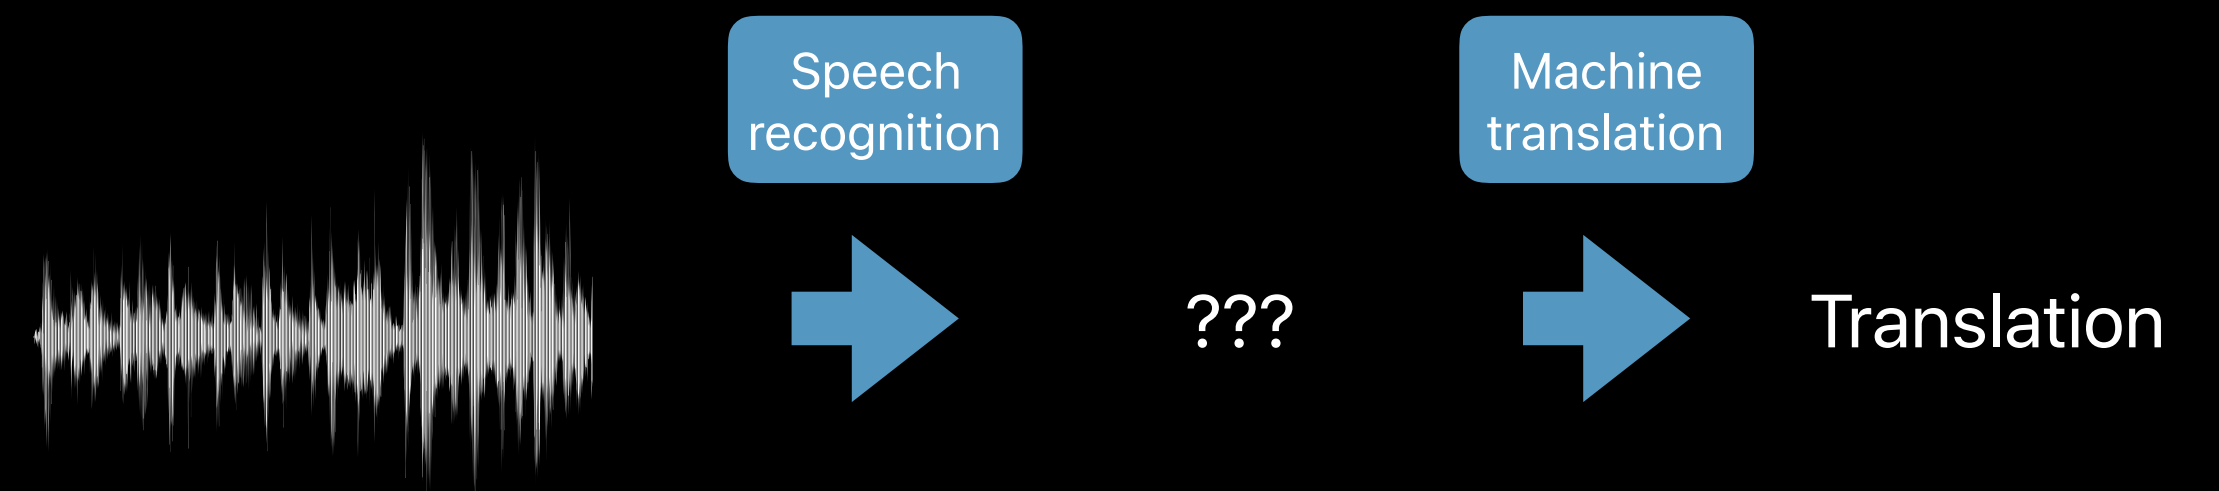 Speech
recognition
Machine
translation
???
Translation